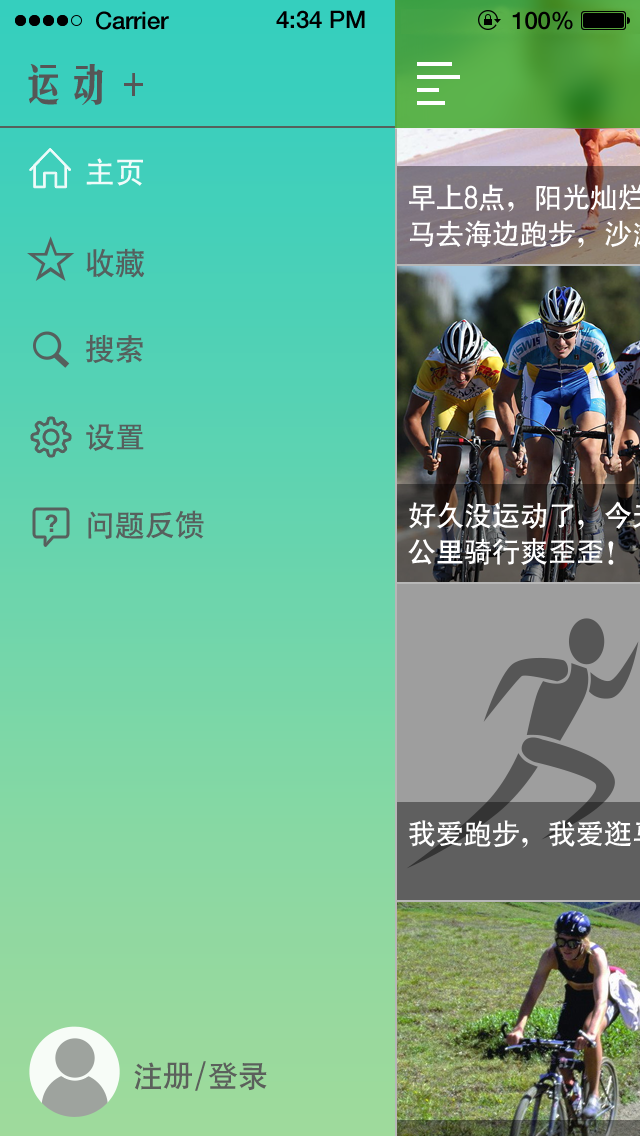 Carrier
4:34 PM
100%
运动 +
主页
收藏
搜索
设置
问题反馈
注册/登录
早上8点，阳光灿烂
马去海边跑步，沙
好久没运动了，今
公里骑行爽歪歪！
我爱跑步，我爱逛